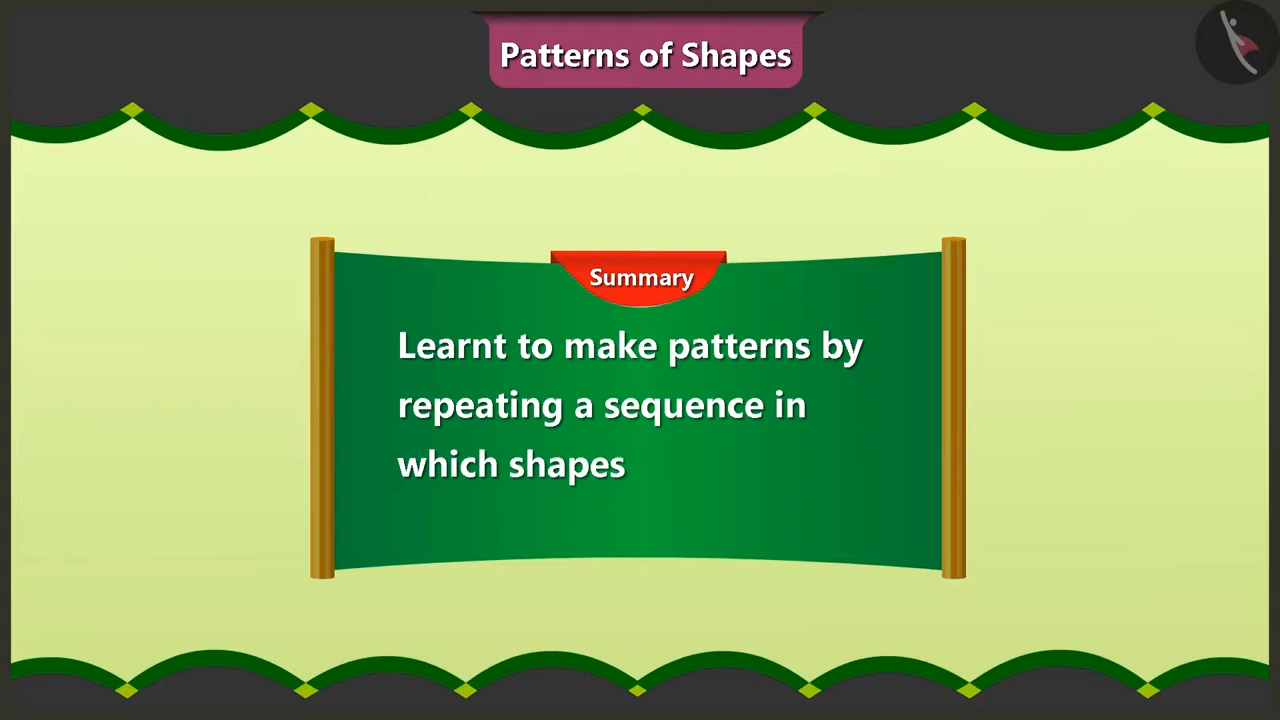 Patterns of Shapes
Summary
Learnt to make patterns by
repeating a sequence in
which shapes